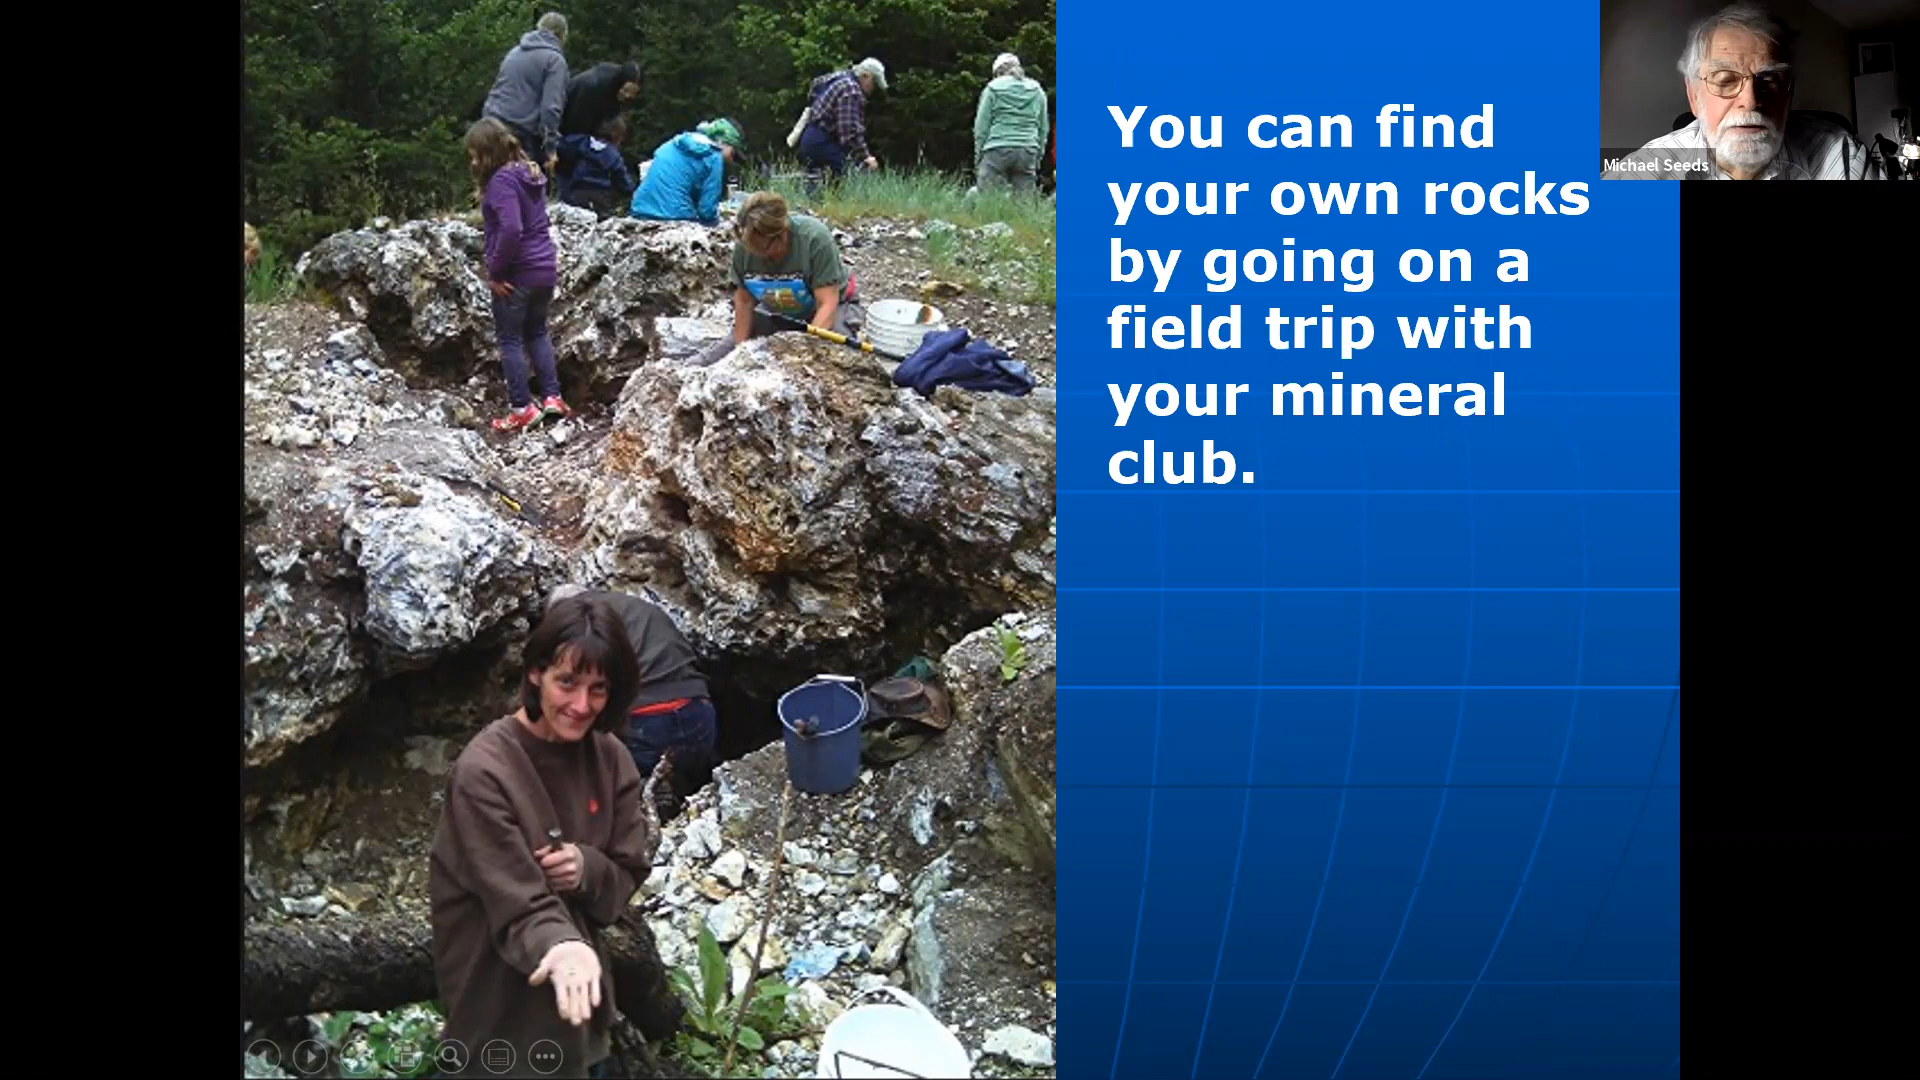 You can find
your own rocks
by going on a
field trip with
your mineral
club.
Michael Seeds